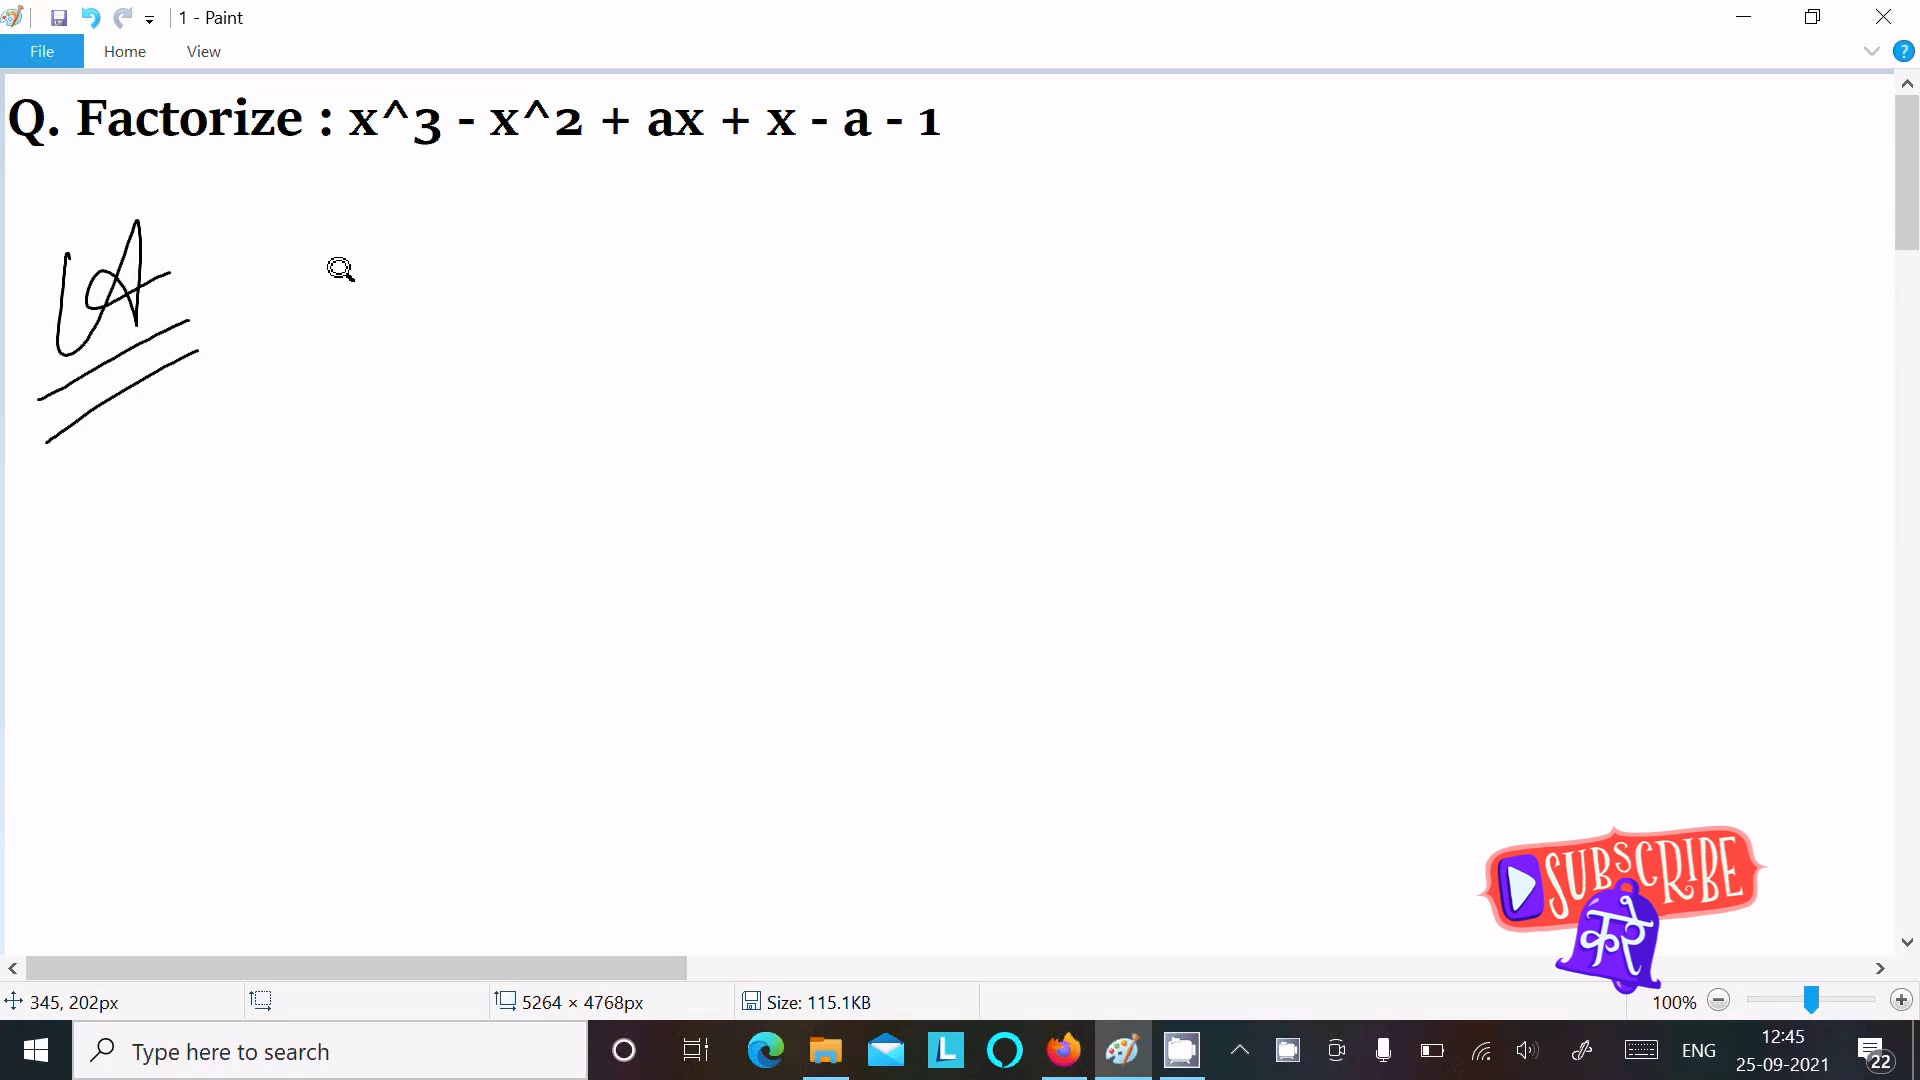 1 - Paint
File Home View
Q. Factorize : x^3 - x^2 + ax + x - a - 1
SUBSCRIBE
करे
345, 202px 5264 × 4768px Size: 115.1KB 100%
Type here to search ENG 12:45
25-09-2021 22